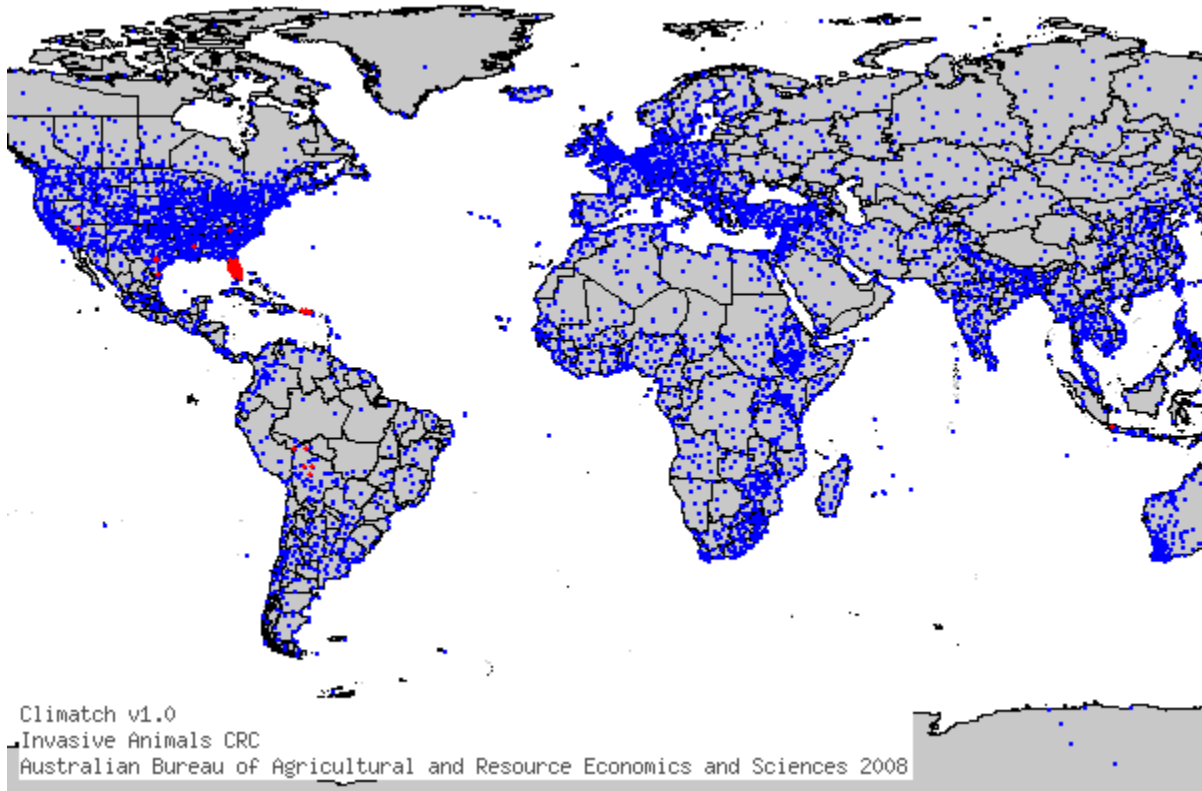 Climatch v1.0
Invasive Animals CRC
Australian Bureau of Agricultural and Resource Economics and Sciences 2008